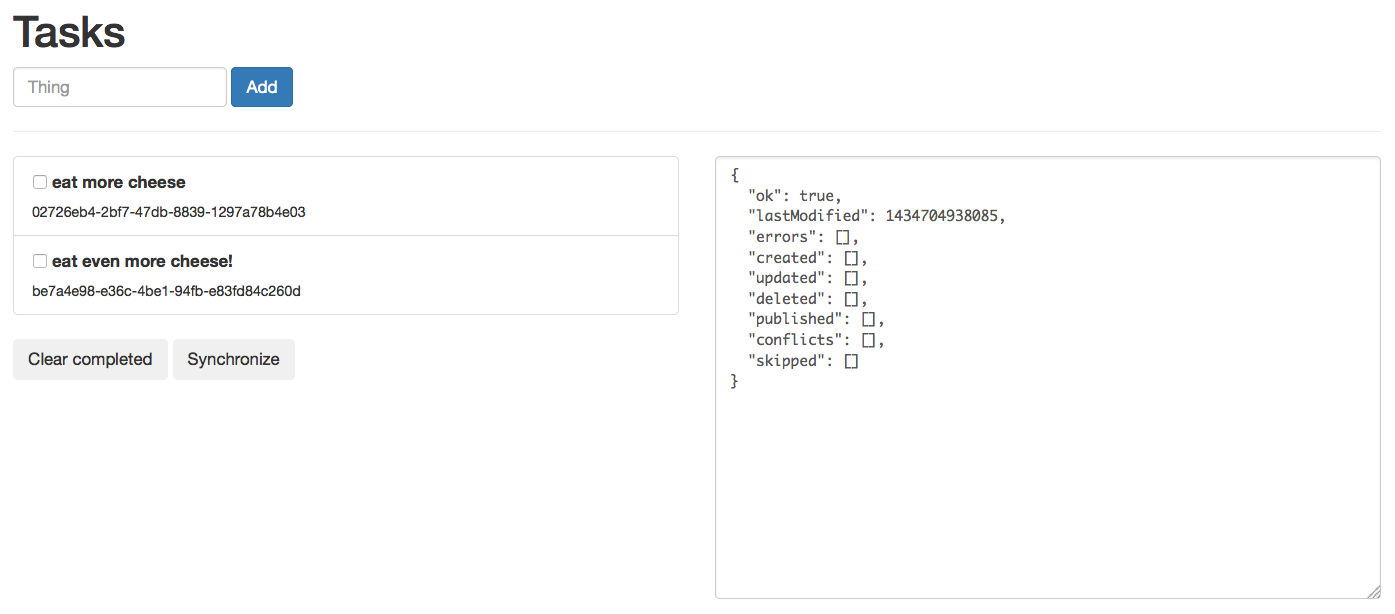 Tasks
Thing
Add
eat more cheese
02726eb4-2bf7-47db-8839-1297a78b4e03
eat even more cheese!
be7a4e98-e36c-4be1-94fb-e83fd84c260d
Clear completed
Synchronize
{
"ok": true,
"lastModified": 1434704938085,
"errors": [],
"created": [],
"updated": [],
"deleted": [],
"published": [],
"conflicts": [],
"skipped": []
}